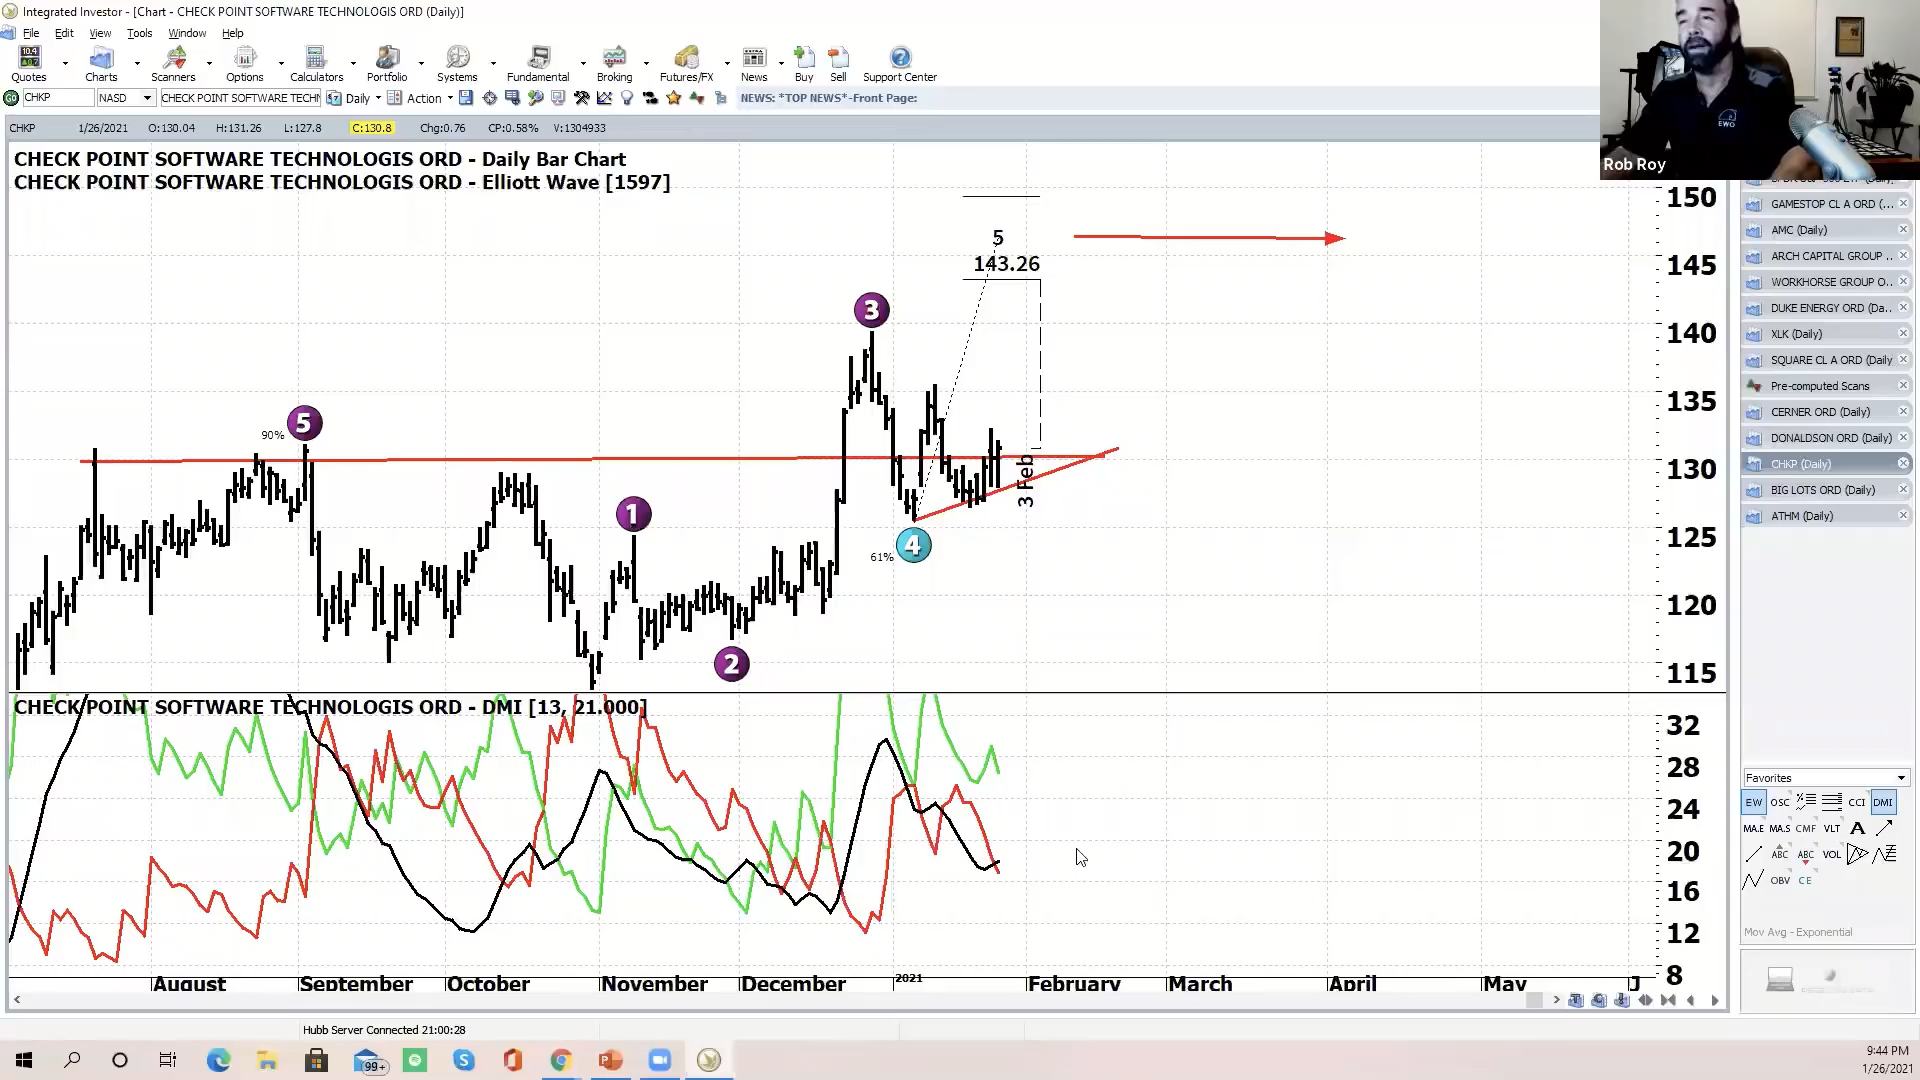 Integrated Investor - [Chart - CHECK POINT SOFTWARE TECHNOLOGIS ORD (Daily)]
File Edit View Tools Window Help
Quotes Charts Scanners Options Calculators Portfolio Systems Fundamental Broking Futures/FX News Buy Sell Support Center
CHKP NASD CHECK POINT SOFTWARE TECHN Daily Action NEWS: *TOP NEWS*-Front Page:
CHKP 1/26/2021 O:130.04 H:131.26 L:127.8 C:130.8 Chg:0.76 CP:0.58% V:1304933
CHECK POINT SOFTWARE TECHNOLOGIS ORD - Daily Bar Chart
CHECK POINT SOFTWARE TECHNOLOGIS ORD - Elliott Wave [1597]
EWO
Rob Roy
150
5
143.26
145
3
140
135
90%
5
130
3 Feb
1
125
4
61%
120
2
115
CHECK POINT SOFTWARE TECHNOLOGIS ORD - DMI [13, 21.000]
32
28
24
20
16
12
8
August September October November December 2021 February March April May J
GAMESTOP CL A ORD (...
AMC (Daily)
ARCH CAPITAL GROUP ..
WORKHORSE GROUP O..
DUKE ENERGY ORD (Da..
XLK (Daily)
SQUARE CL A ORD (Daily
Pre-computed Scans
CERNER ORD (Daily)
DONALDSON ORD (Daily)
CHKP (Daily)
BIG LOTS ORD (Daily)
ATHM (Daily)
Favorites
EW OSC CCI DMI
MA.E MA.S CMF VLT A
ABC ABC VOL
OBV CE
Mov Avg - Exponential
Hubb Server Connected 21:00:28
99+
9:44 PM
1/26/2021